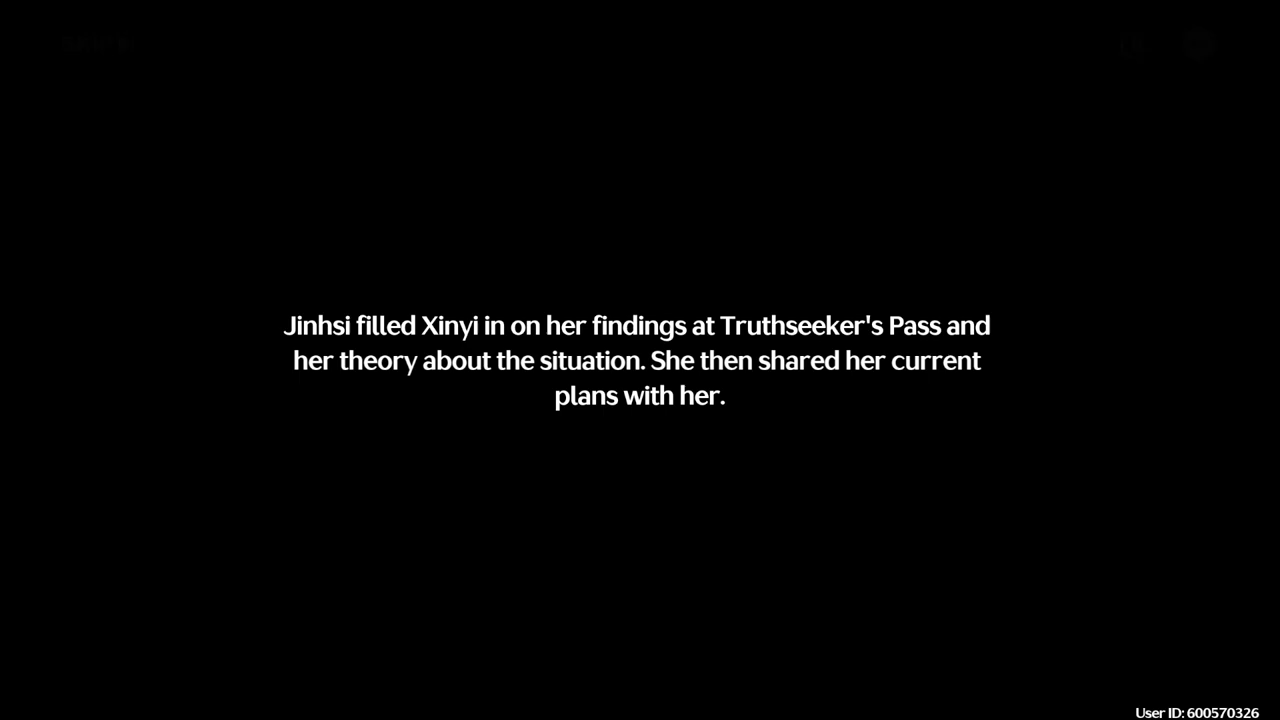 Jinhsi filled Xinyi in on her findings at Truthseeker's Pass and
her theory about the situation. She then shared her current
plans with her.
User ID: 600570326